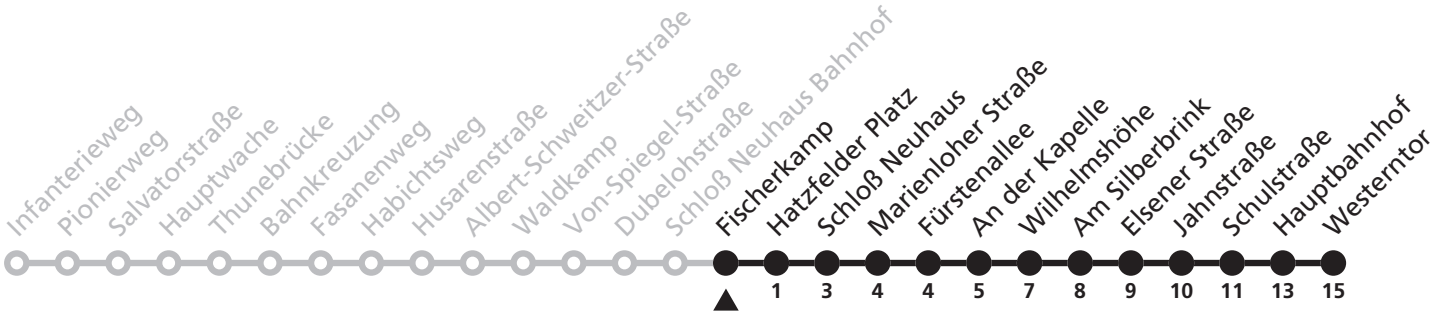 Infanterieweg
Pionierweg
Salvatorstraße
Hauptwache
Thunebrücke
Bahnkreuzung
Fasanenweg
Habichtsweg
Husarenstraße
Albert-Schweitzer-Straße
Waldkamp
Von-Spiegel-Straße
Dubelohstraße
Schloß Neuhaus Bahnhof
Fischerkamp
Hatzfelder Platz
Schloß Neuhaus
Marienloher Straße
Fürstenallee
An der Kapelle
Wilhelmshöhe
Am Silberbrink
Elsener Straße
Jahnstraße
Schulstraße
Hauptbahnhof
Westerntor
1 3 4 4 5 7 8 9 10 11 13 15